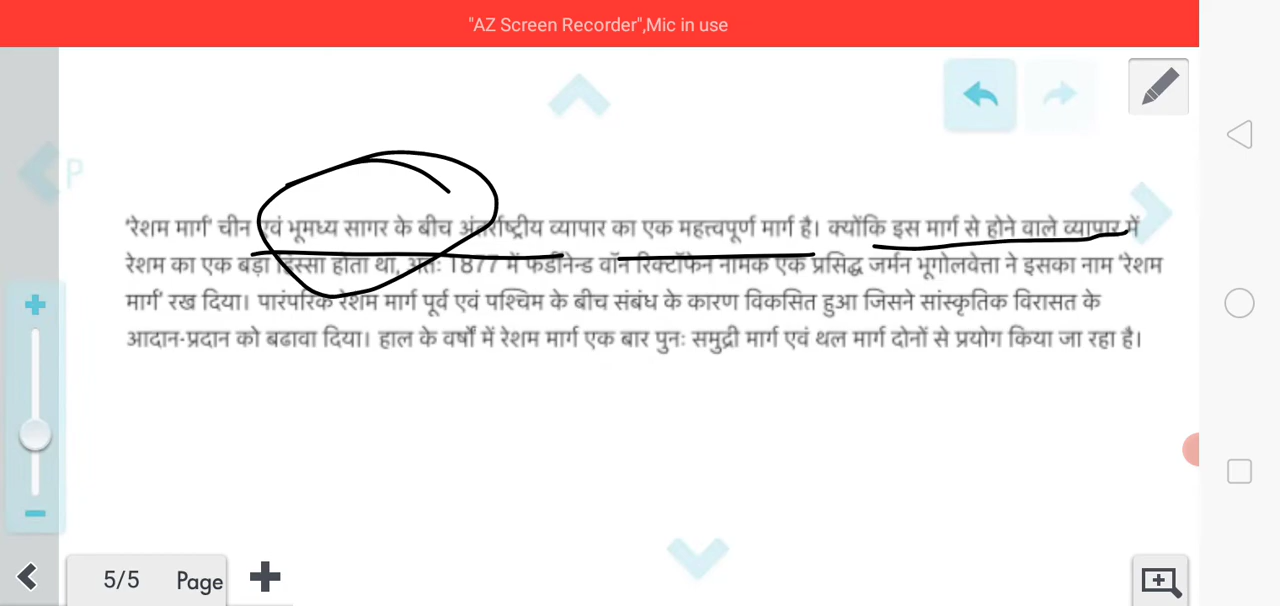 "AZ Screen Recorder",Mic in use
P
'रेशम मार्ग' चीन एवं भूमध्य सागर के बीच अंतर्राष्ट्रीय व्यापार का एक महत्त्वपूर्ण मार्ग है। क्योंकि इस मार्ग से होने वाले व्यापार में
रेशम का एक बड़ा हिस्सा होता था, अतः 1877 में फर्डीनेन्ड वॉन रिक्टॉफेन नामक एक प्रसिद्ध जर्मन भूगोलवेत्ता ने इसका नाम 'रेशम
मार्ग' रख दिया। पारंपरिक रेशम मार्ग पूर्व एवं पश्चिम के बीच संबंध के कारण विकसित हुआ जिसने सांस्कृतिक विरासत के
आदान-प्रदान को बढावा दिया। हाल के वर्षों में रेशम मार्ग एक बार पुनः समुद्री मार्ग एवं थल मार्ग दोनों से प्रयोग किया जा रहा है।
5/5 Page